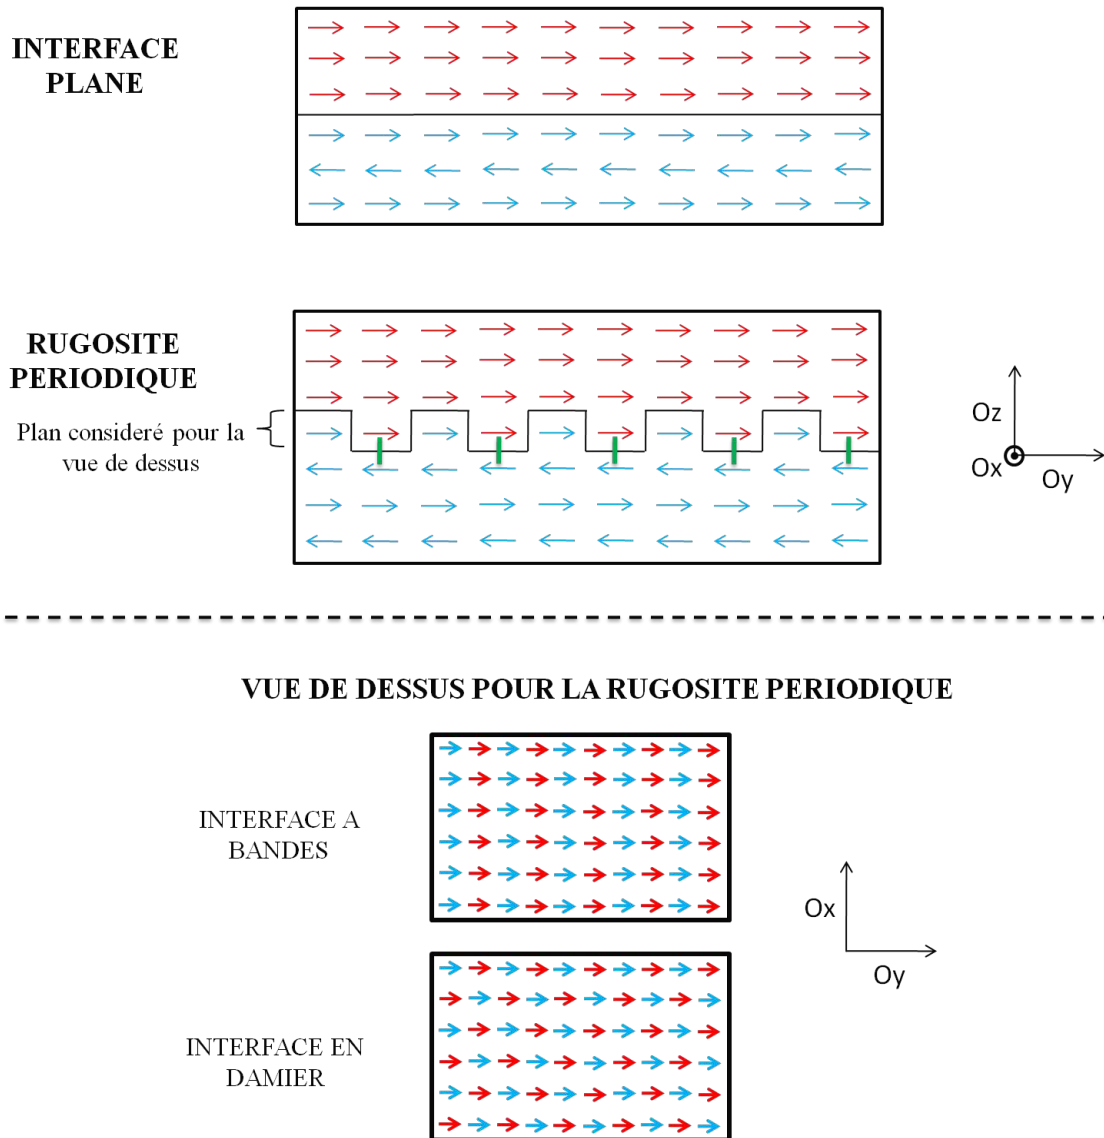 INTERFACE
PLANE
RUGOSITE
PERIODIQUE
Plan consideré pour la
vue de dessus
Oz
Ox
Oy
VUE DE DESSUS POUR LA RUGOSITE PERIODIQUE
INTERFACE A
BANDES
Ox
Oy
INTERFACE EN
DAMIER